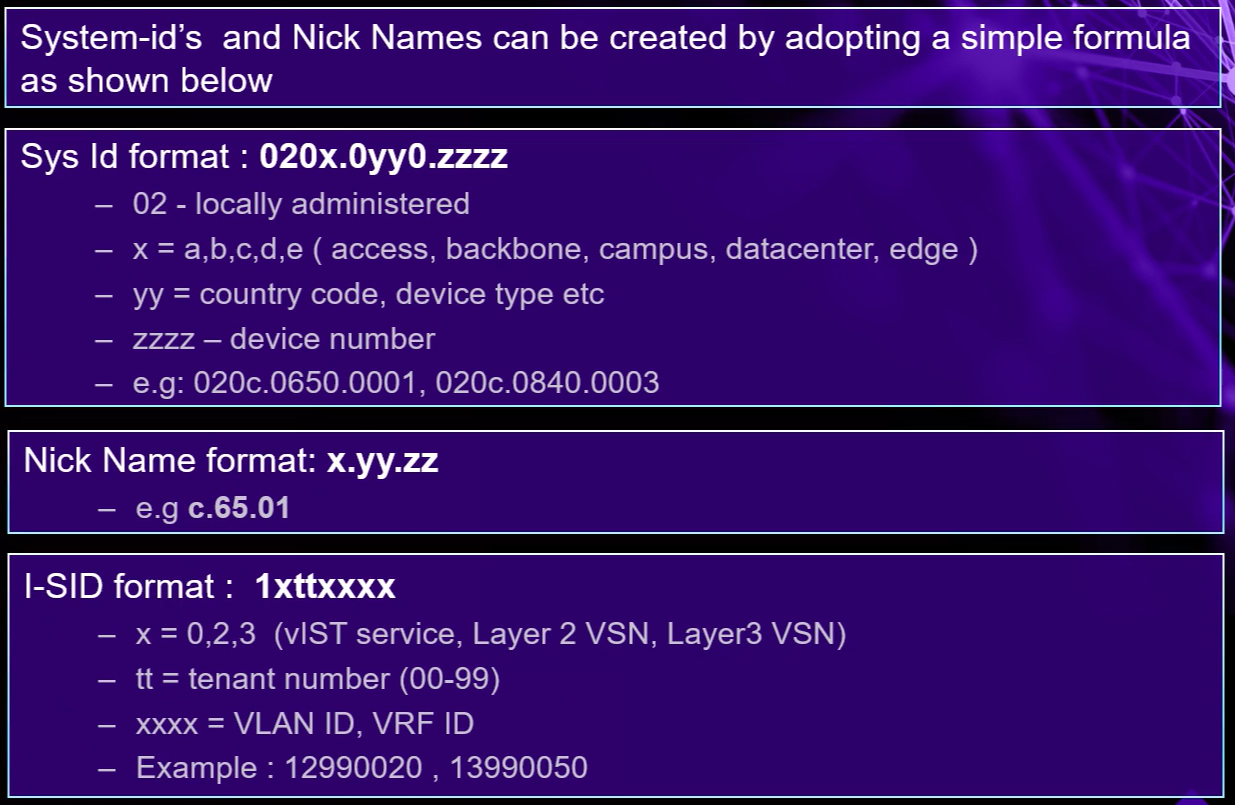 System-id’s  and Nick Names can be created by adopting a simple formula
as shown below
Sys Id format : 020x.0yy0.zzzz
– 02 - locally administered
– x = a,b,c,d,e ( access, backbone, campus, datacenter, edge )
– yy = country code, device type etc
– zzzz – device number
– e.g: 020c.0650.0001, 020c.0840.0003
Nick Name format: x.yy.zz
– e.g c.65.01
I-SID format :  1xttxxxx
– x = 0,2,3  (vIST service, Layer 2 VSN, Layer3 VSN)
– tt = tenant number (00-99)
– xxxx = VLAN ID, VRF ID
– Example : 12990020 , 13990050